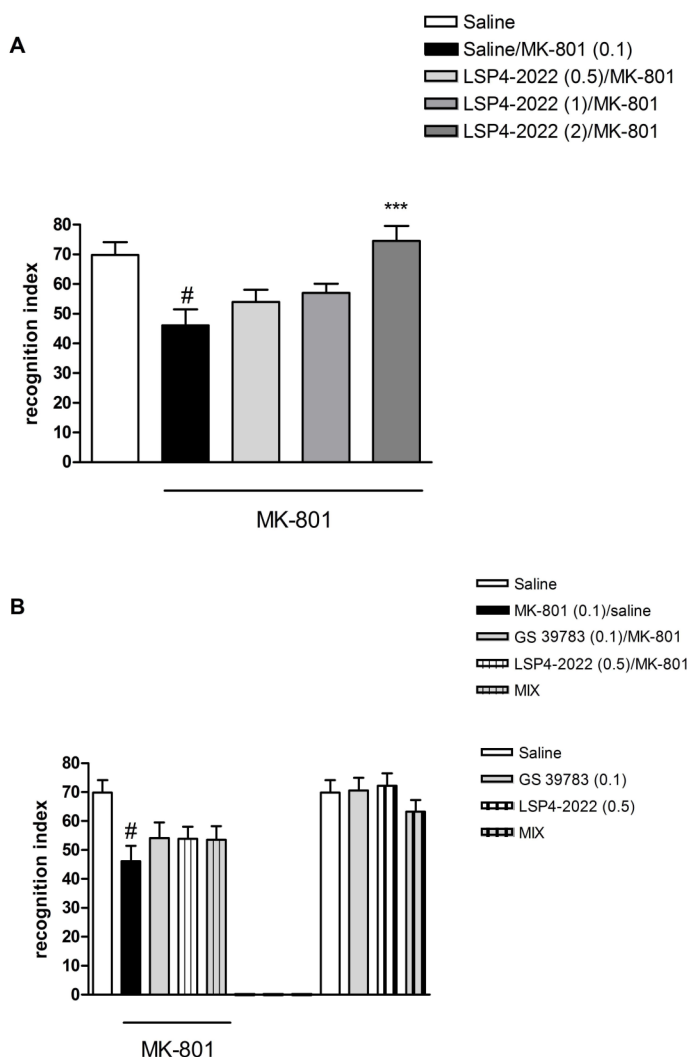 A
Saline
Saline/MK-801 (0.1)
LSP4-2022 (0.5)/MK-801
LSP4-2022 (1)/MK-801
LSP4-2022 (2)/MK-801
recognition index
80
70
60
50
40
30
20
10
0
#
***
MK-801
B
Saline
MK-801 (0.1)/saline
GS 39783 (0.1)/MK-801
LSP4-2022 (0.5)/MK-801
MIX
Saline
GS 39783 (0.1)
LSP4-2022 (0.5)
MIX
recognition index
80
70
60
50
40
30
20
10
0
#
MK-801